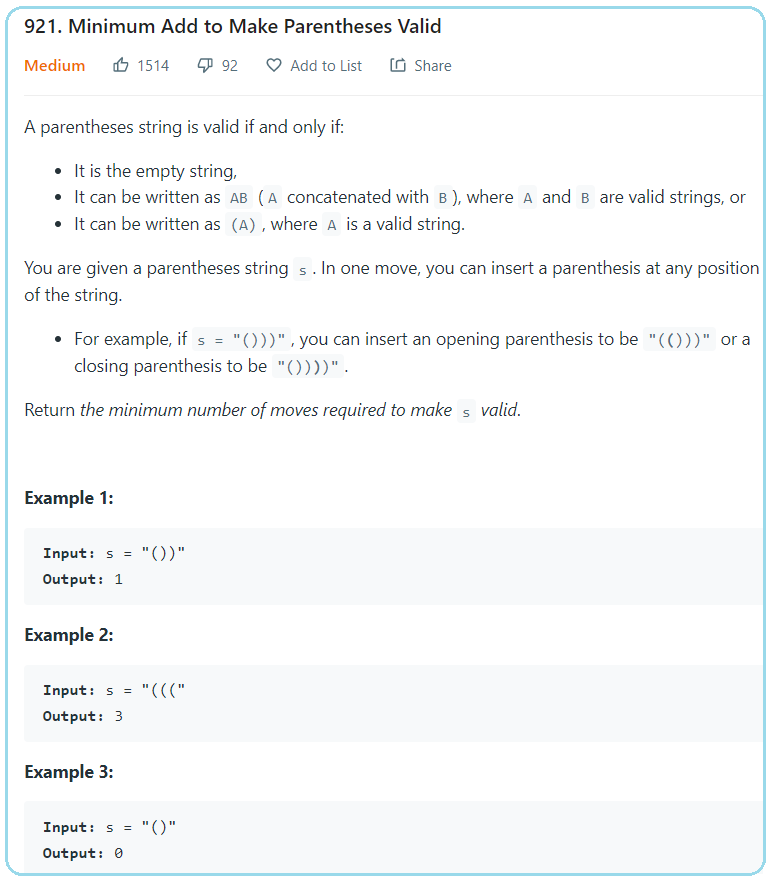 921. Minimum Add to Make Parentheses Valid
Medium 1514 92 Add to List Share
A parentheses string is valid if and only if:
• It is the empty string,
• It can be written as AB (A concatenated with B), where A and B are valid strings, or
• It can be written as (A), where A is a valid string.
You are given a parentheses string s. In one move, you can insert a parenthesis at any position
of the string.
• For example, if s = "()))", you can insert an opening parenthesis to be "(()))" or a
closing parenthesis to be "())))".
Return the minimum number of moves required to make s valid.
Example 1:
Input: s = "())"
Output: 1
Example 2:
Input: s = "((("
Output: 3
Example 3:
Input: s = "()"
Output: 0